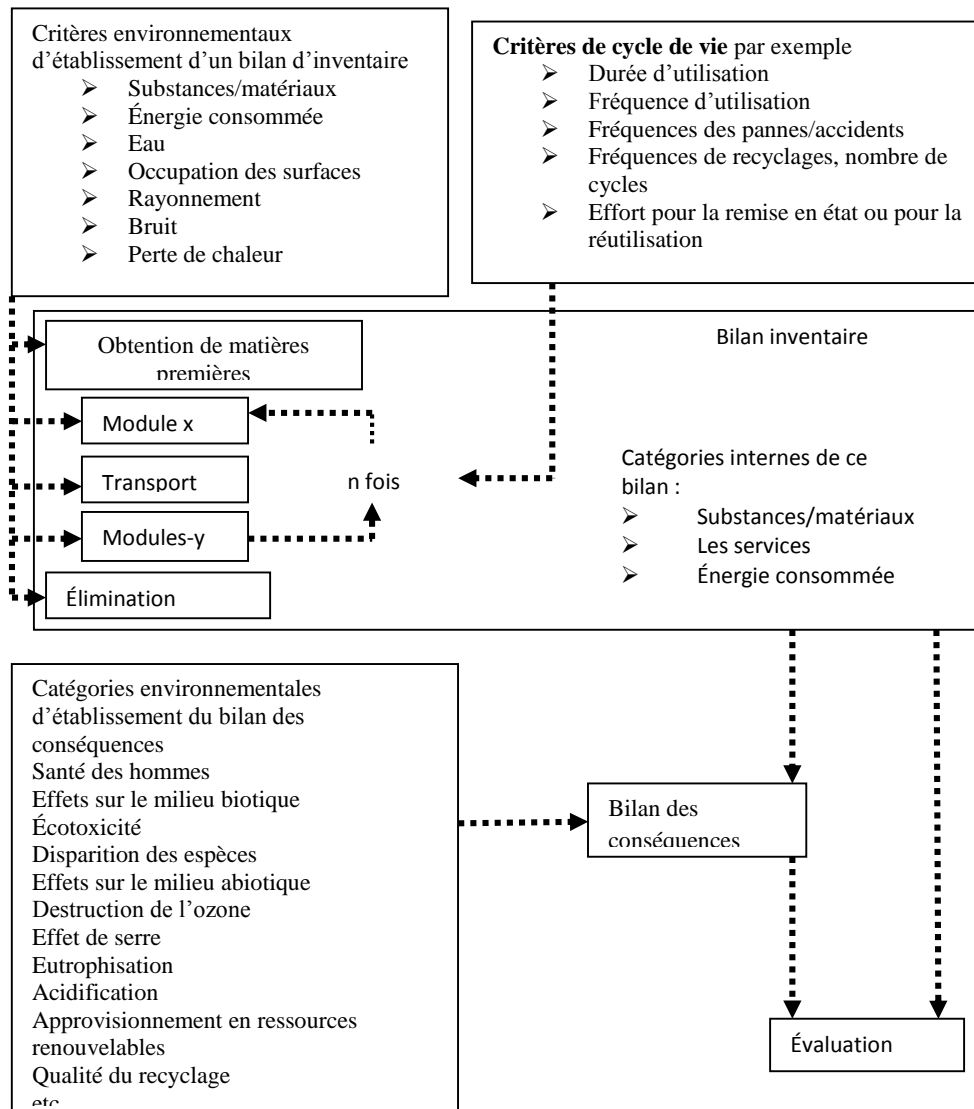 Critères environnementaux
d’établissement d’un bilan d’inventaire
➢ Substances/matériaux
➢ Énergie consommée
➢ Eau
➢ Occupation des surfaces
➢ Rayonnement
➢ Bruit
➢ Perte de chaleur
Critères de cycle de vie par exemple
➢ Durée d’utilisation
➢ Fréquence d’utilisation
➢ Fréquences des pannes/accidents
➢ Fréquences de recyclages, nombre de
cycles
➢ Effort pour la remise en état ou pour la
réutilisation
Bilan inventaire
Obtention de matières
premières
Module x
Transport
n fois
Modules-y
Élimination
Catégories internes de ce
bilan :
➢ Substances/matériaux
➢ Les services
➢ Énergie consommée
Catégories environnementales
d’établissement du bilan des
conséquences
Santé des hommes
Effets sur le milieu biotique
Écotoxicité
Disparition des espèces
Effets sur le milieu abiotique
Destruction de l’ozone
Effet de serre
Eutrophisation
Acidification
Approvisionnement en ressources
renouvelables
Qualité du recyclage
etc
Bilan des
conséquences
Évaluation